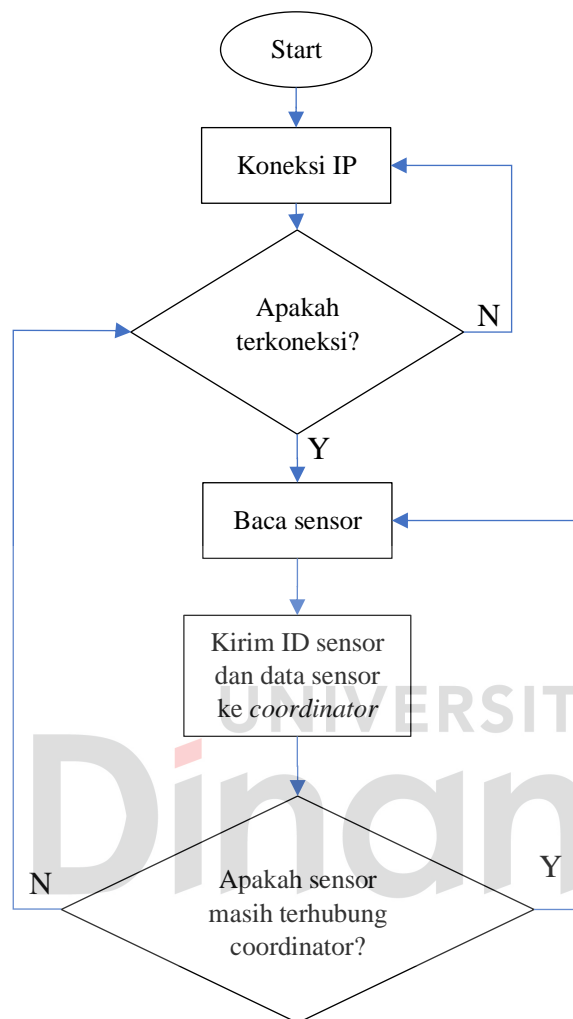 Start
Koneksi IP
Apakah
terkoneksi?
N
Y
Baca sensor
Kirim ID sensor
dan data sensor
ke coordinator
UNIVERSIT
Dinam
N
Y
Apakah sensor
masih terhubung
coordinator?